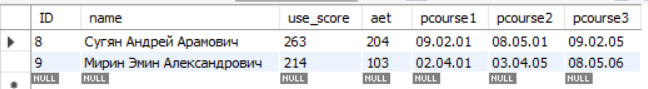 ID name use_score aet pcourse1 pcourse2 pcourse3
8 Сугян Андрей Арамович 263 204 09.02.01 08.05.01 09.02.05
9 Мирин Эмин Александрович 214 103 02.04.01 03.04.05 08.05.06
NULL NULL NULL NULL NULL NULL NULL